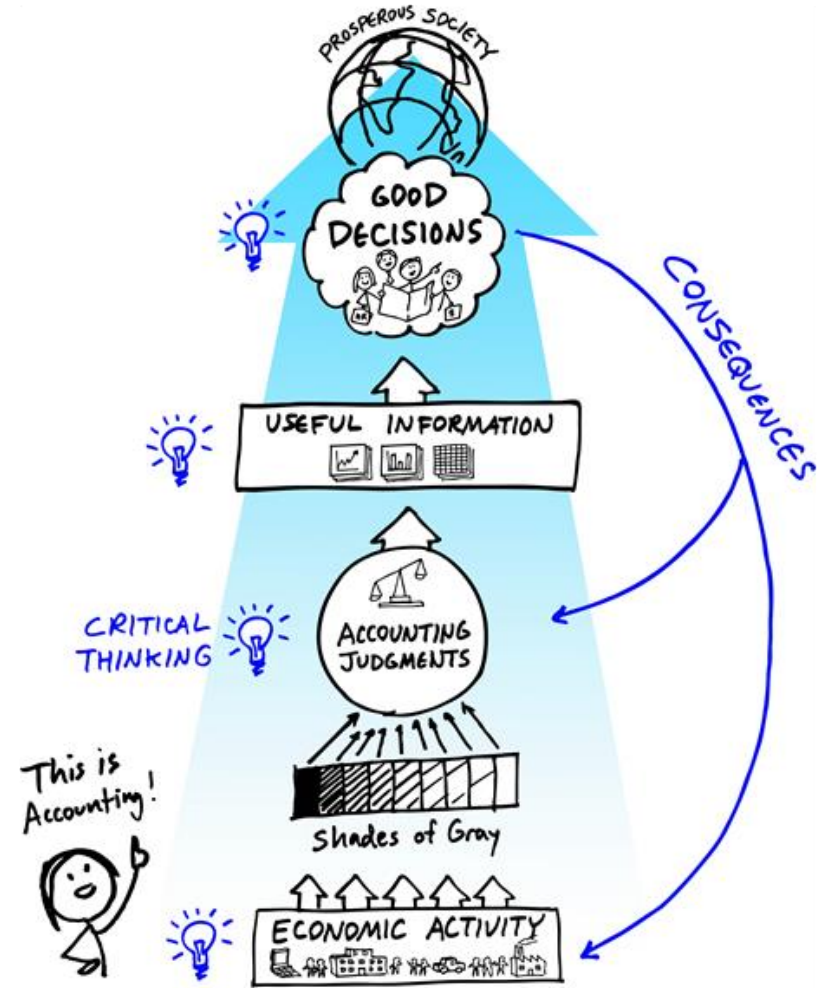 PROSPEROUS SOCIETY
GOOD
DECISIONS
CONSEQUENCES
USEFUL INFORMATION
CRITICAL
THINKING
ACCOUNTING
JUDGMENTS
This is
Accounting!
Shades of Gray
ECONOMIC ACTIVITY